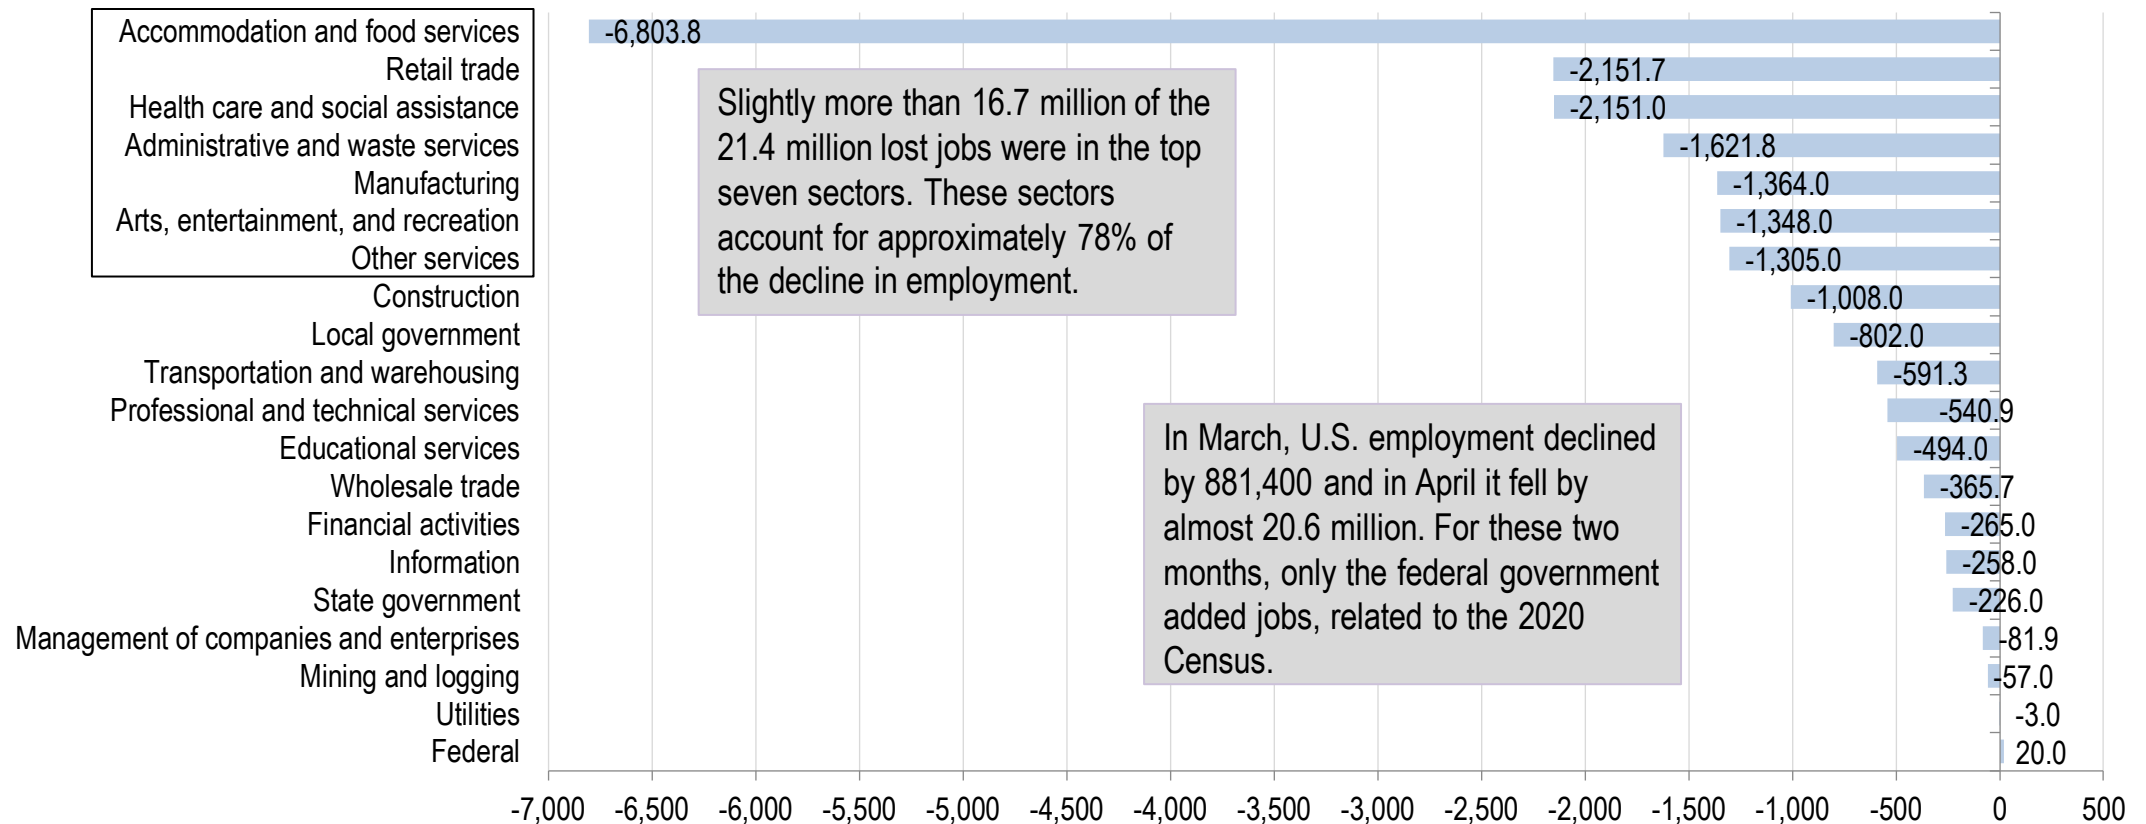 Accommodation and food services -6,803.8
Retail trade -2,151.7
Health care and social assistance -2,151.0
Administrative and waste services -1,621.8
Manufacturing -1,364.0
Arts, entertainment, and recreation -1,348.0
Other services -1,305.0
Construction -1,008.0
Local government -802.0
Transportation and warehousing -591.3
Professional and technical services -540.9
Educational services -494.0
Wholesale trade -365.7
Financial activities -265.0
Information -258.0
State government -226.0
Management of companies and enterprises -81.9
Mining and logging -57.0
Utilities -3.0
Federal 20.0
Slightly more than 16.7 million of the
21.4 million lost jobs were in the top
seven sectors. These sectors
account for approximately 78% of
the decline in employment.
In March, U.S. employment declined
by 881,400 and in April it fell by
almost 20.6 million. For these two
months, only the federal government
added jobs, related to the 2020
Census.
-7,000 -6,500 -6,000 -5,500 -5,000 -4,500 -4,000 -3,500 -3,000 -2,500 -2,000 -1,500 -1,000 -500 0 500